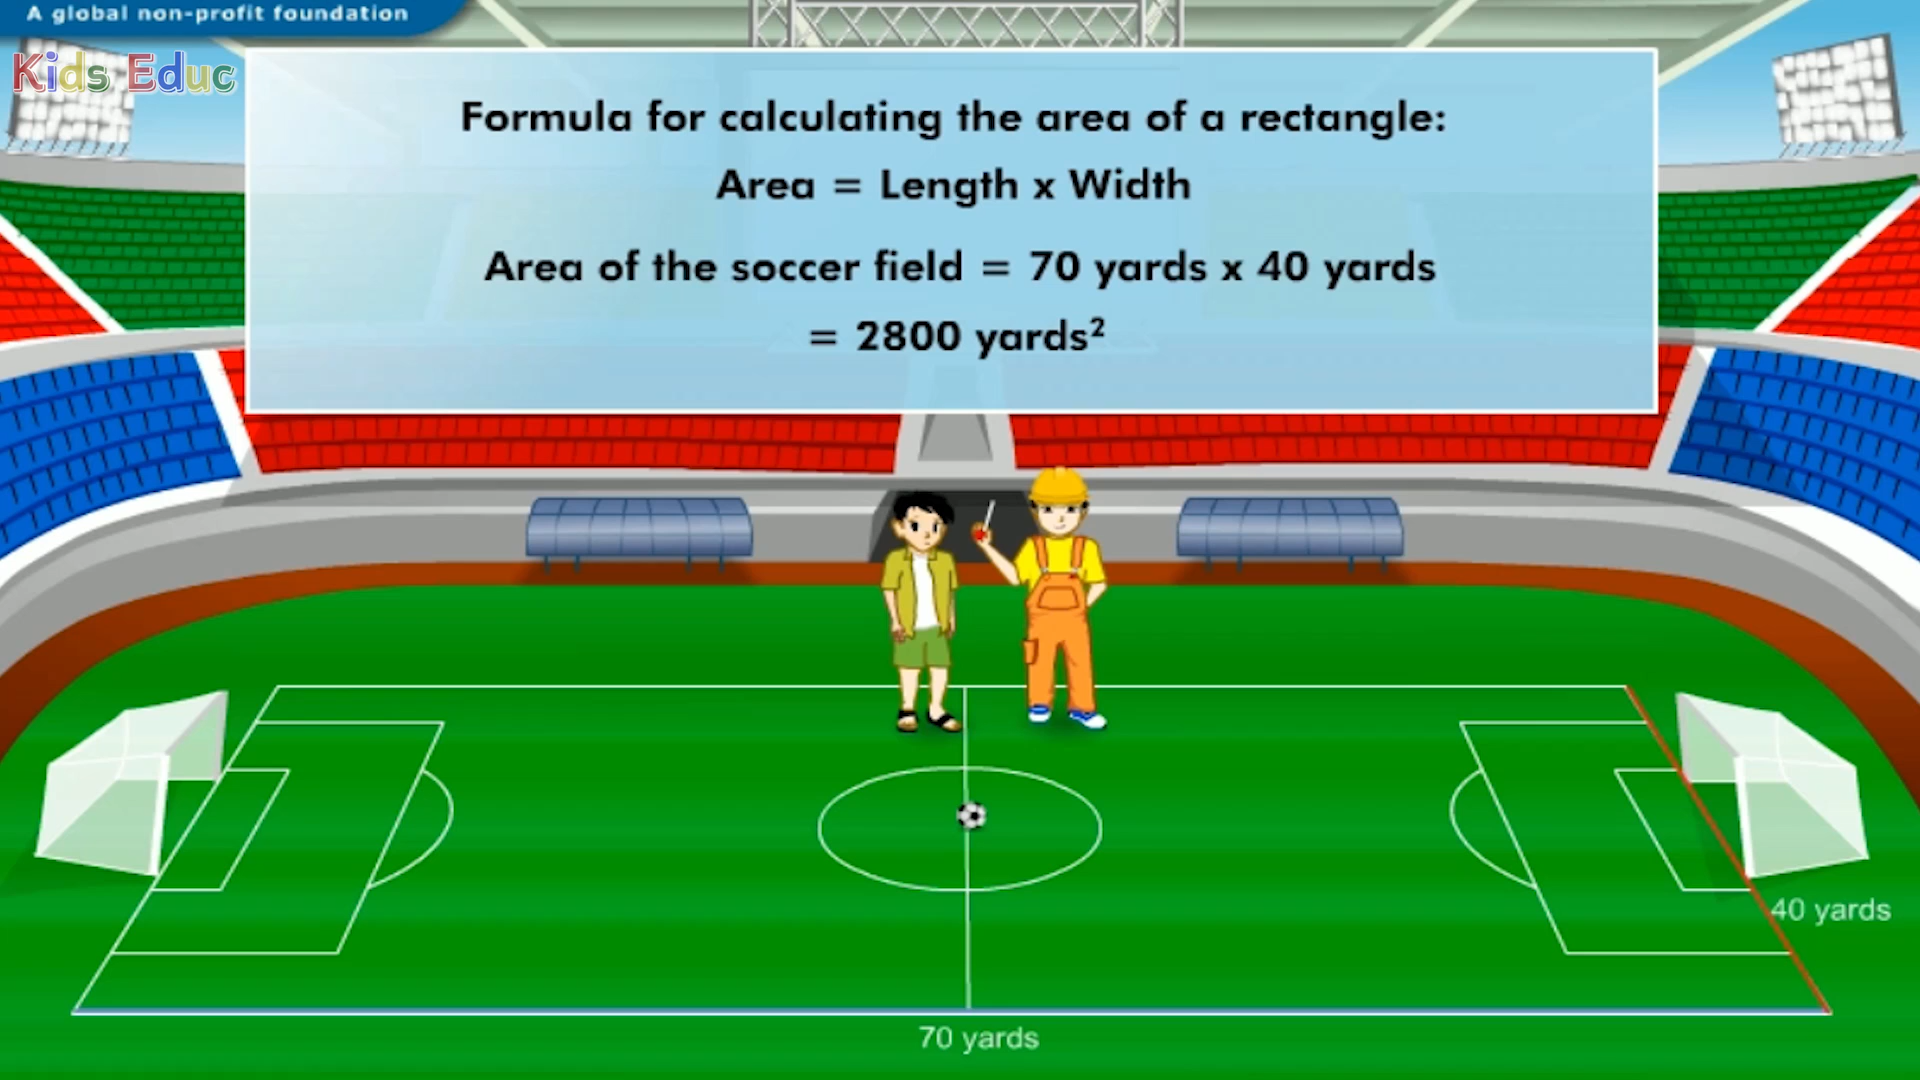 A global non-profit foundation
Kids Educ
Formula for calculating the area of a rectangle:
Area = Length x Width
Area of the soccer field = 70 yards x 40 yards
= 2800 yards²
40 yards
70 yards